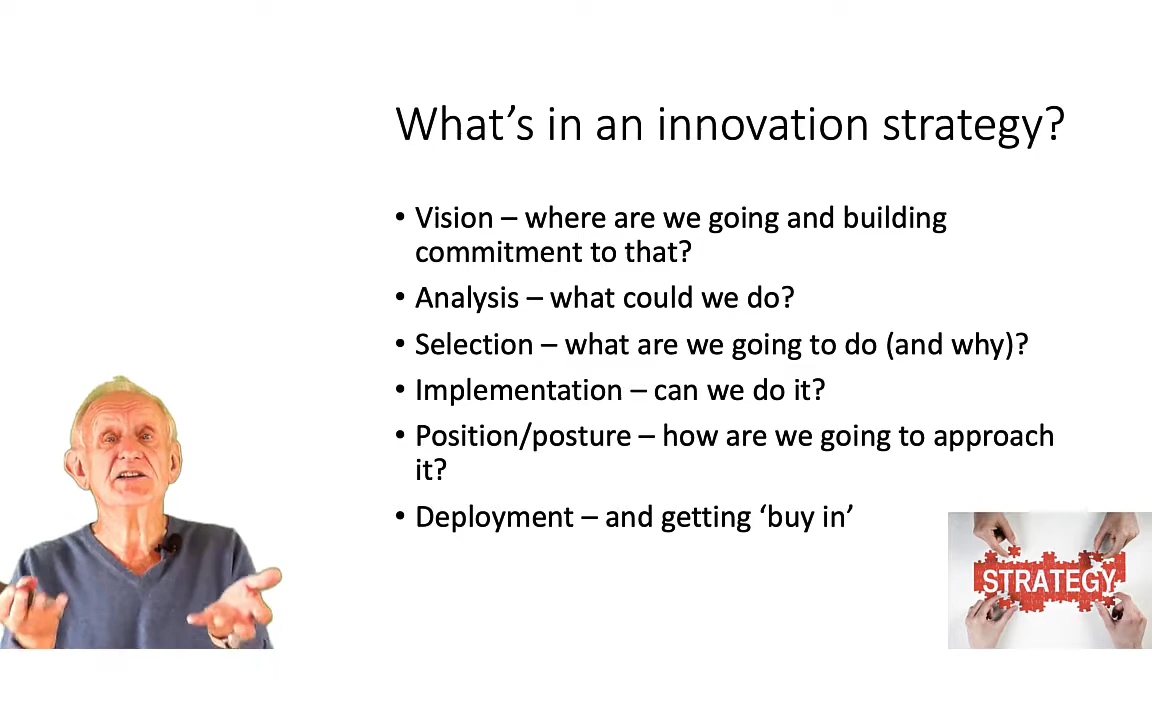 What’s in an innovation strategy?
• Vision – where are we going and building
commitment to that?
• Analysis – what could we do?
• Selection – what are we going to do (and why)?
• Implementation – can we do it?
• Position/posture – how are we going to approach
it?
• Deployment – and getting ‘buy in’
STRATEGY